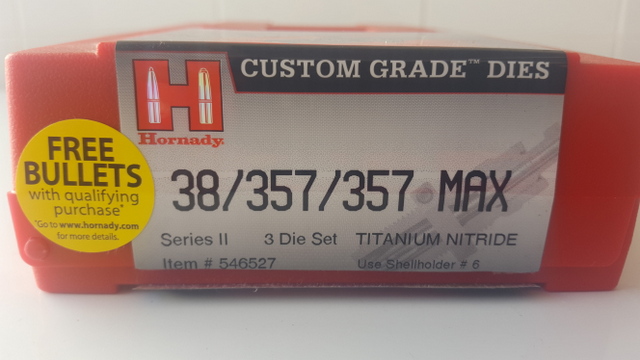 CUSTOM GRADE™ DIES
H
Hornady.
FREE
BULLETS
with qualifying
purchase*
*Go to www.hornady.com
for more details.
38/357/357 MAX
Series II 3 Die Set TITANIUM NITRIDE
Item # 546527 Use Shellholder # 6